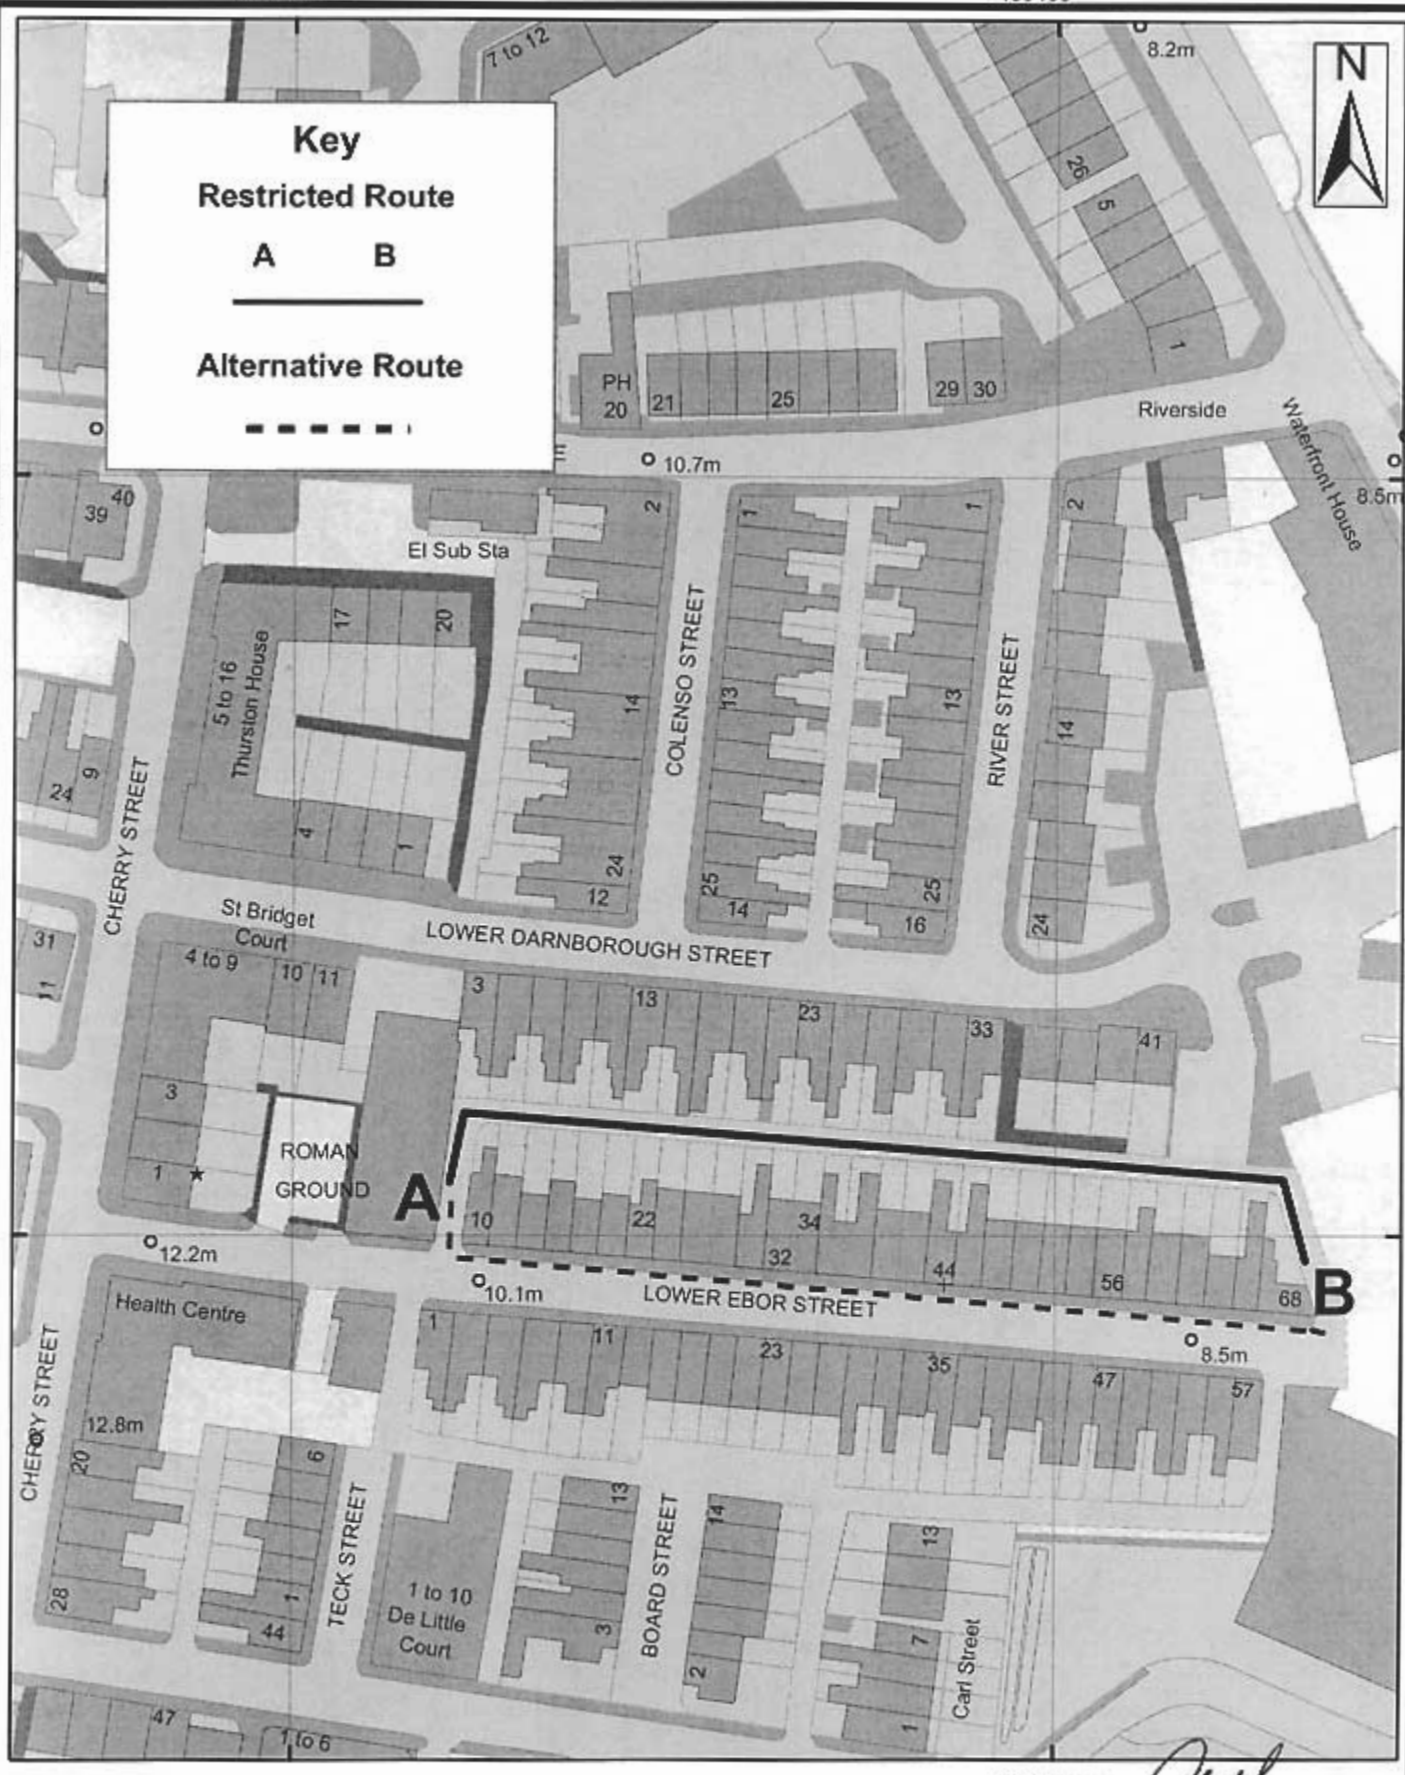 8.2m
7 to 12
N
Key
Restricted Route
A B
Alternative Route
26
5
1
PH
20
21
25
29
30
Riverside
Waterfront House
10.7m
8.5m
40
39
El Sub Sta
2
1
1
2
17
20
5 to 16
Thurston House
14
COLENSO STREET
13
13
RIVER STREET
14
24
9
CHERRY STREET
4
1
24
12
25
14
25
16
24
St Bridget
Court
LOWER DARNBOROUGH STREET
31
11
4 to 9
10
11
3
13
23
33
41
3
1
ROMAN
GROUND
A
10
22
34
32
44
56
68
B
12.2m
10.1m
LOWER EBOR STREET
8.5m
Health Centre
1
11
23
35
47
57
CHERRY STREET
12.8m
20
6
28
1
44
TECK STREET
1 to 10
De Little
Court
13
3
BOARD STREET
14
2
13
7
1
Carl Street
47
1 to 6